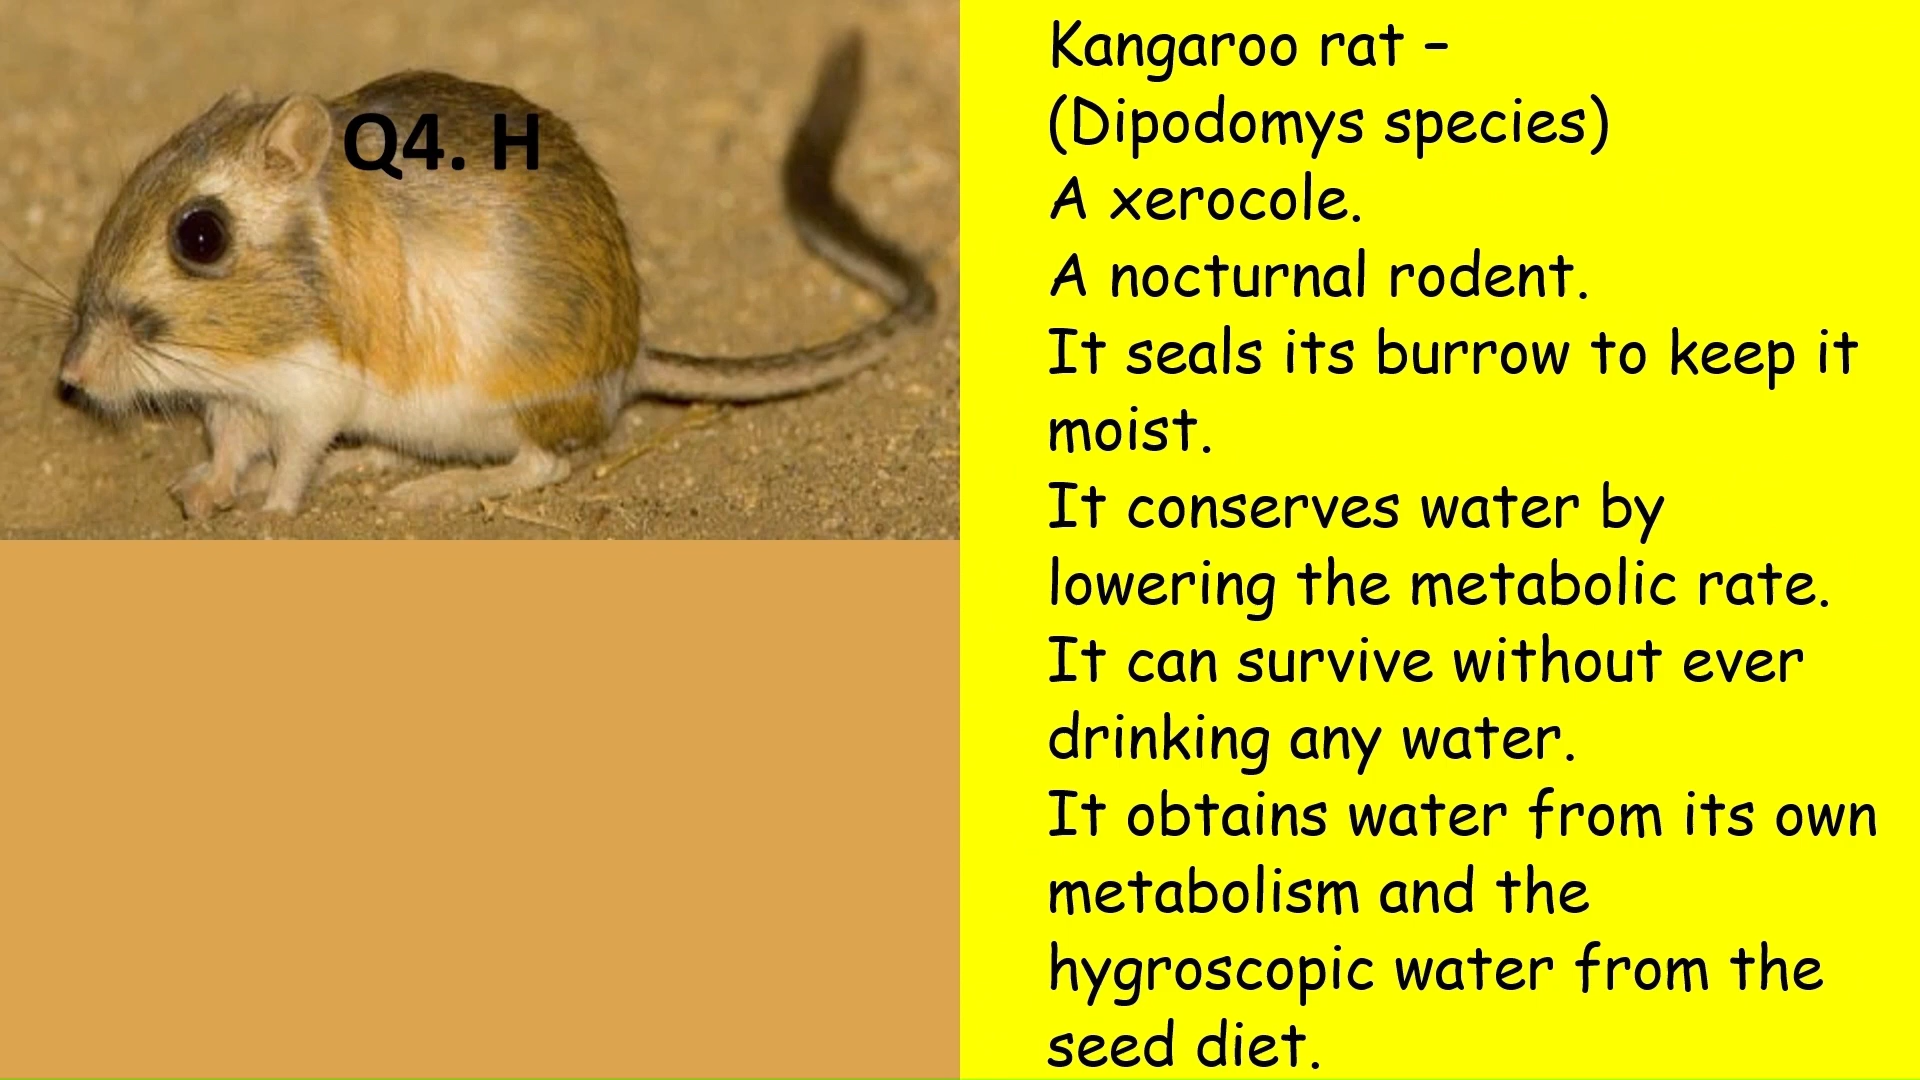 Q4. H
Kangaroo rat –
(Dipodomys species)
A xerocole.
A nocturnal rodent.
It seals its burrow to keep it
moist.
It conserves water by
lowering the metabolic rate.
It can survive without ever
drinking any water.
It obtains water from its own
metabolism and the
hygroscopic water from the
seed diet.